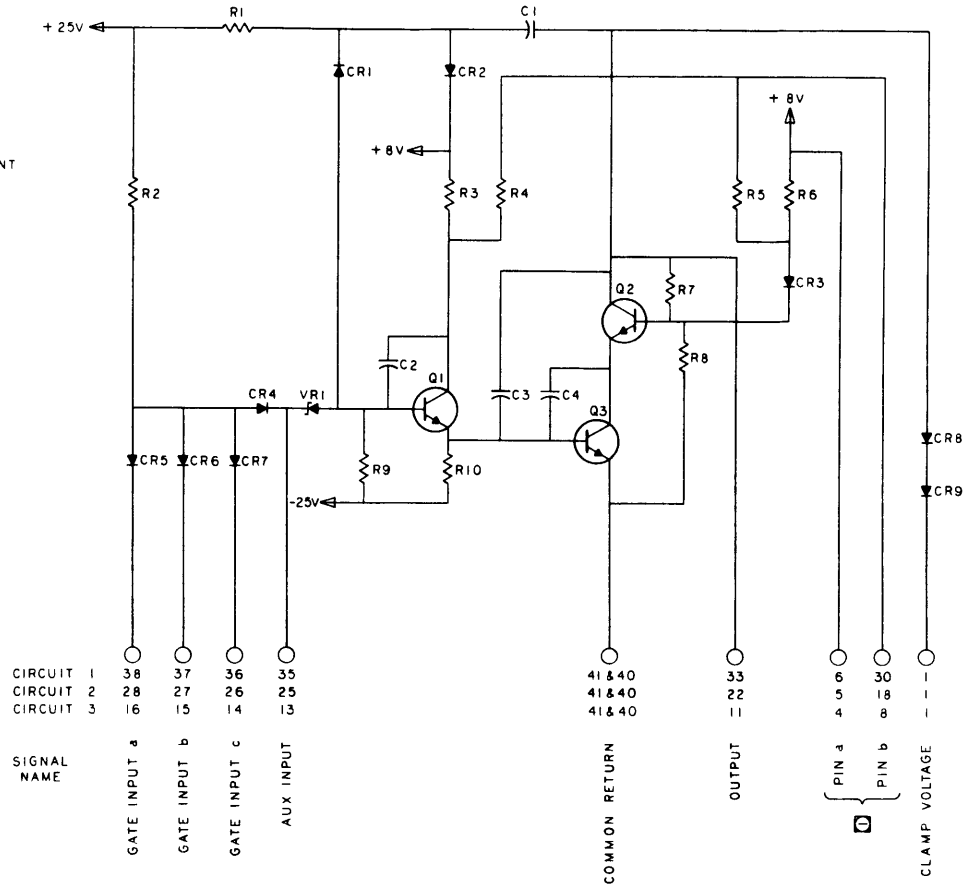 + 25V
R1
C1
CR1
CR2
+ 8V
NT
+ 8V
R2
R3
R4
R5
R6
CR3
Q2
R7
R8
C2
Q1
C3
C4
Q3
CR4
VR1
CR8
CR5
CR6
CR7
R9
R10
CR9
-25V
CIRCUIT 1 38 37 36 35 41 & 40 33 6 30 1
CIRCUIT 2 28 27 26 25 41 & 40 22 5 18 1
CIRCUIT 3 16 15 14 13 41 & 40 11 4 8 1
SIGNAL
NAME
GATE INPUT a
GATE INPUT b
GATE INPUT c
AUX INPUT
COMMON RETURN
OUTPUT
PIN a
PIN b
CLAMP VOLTAGE